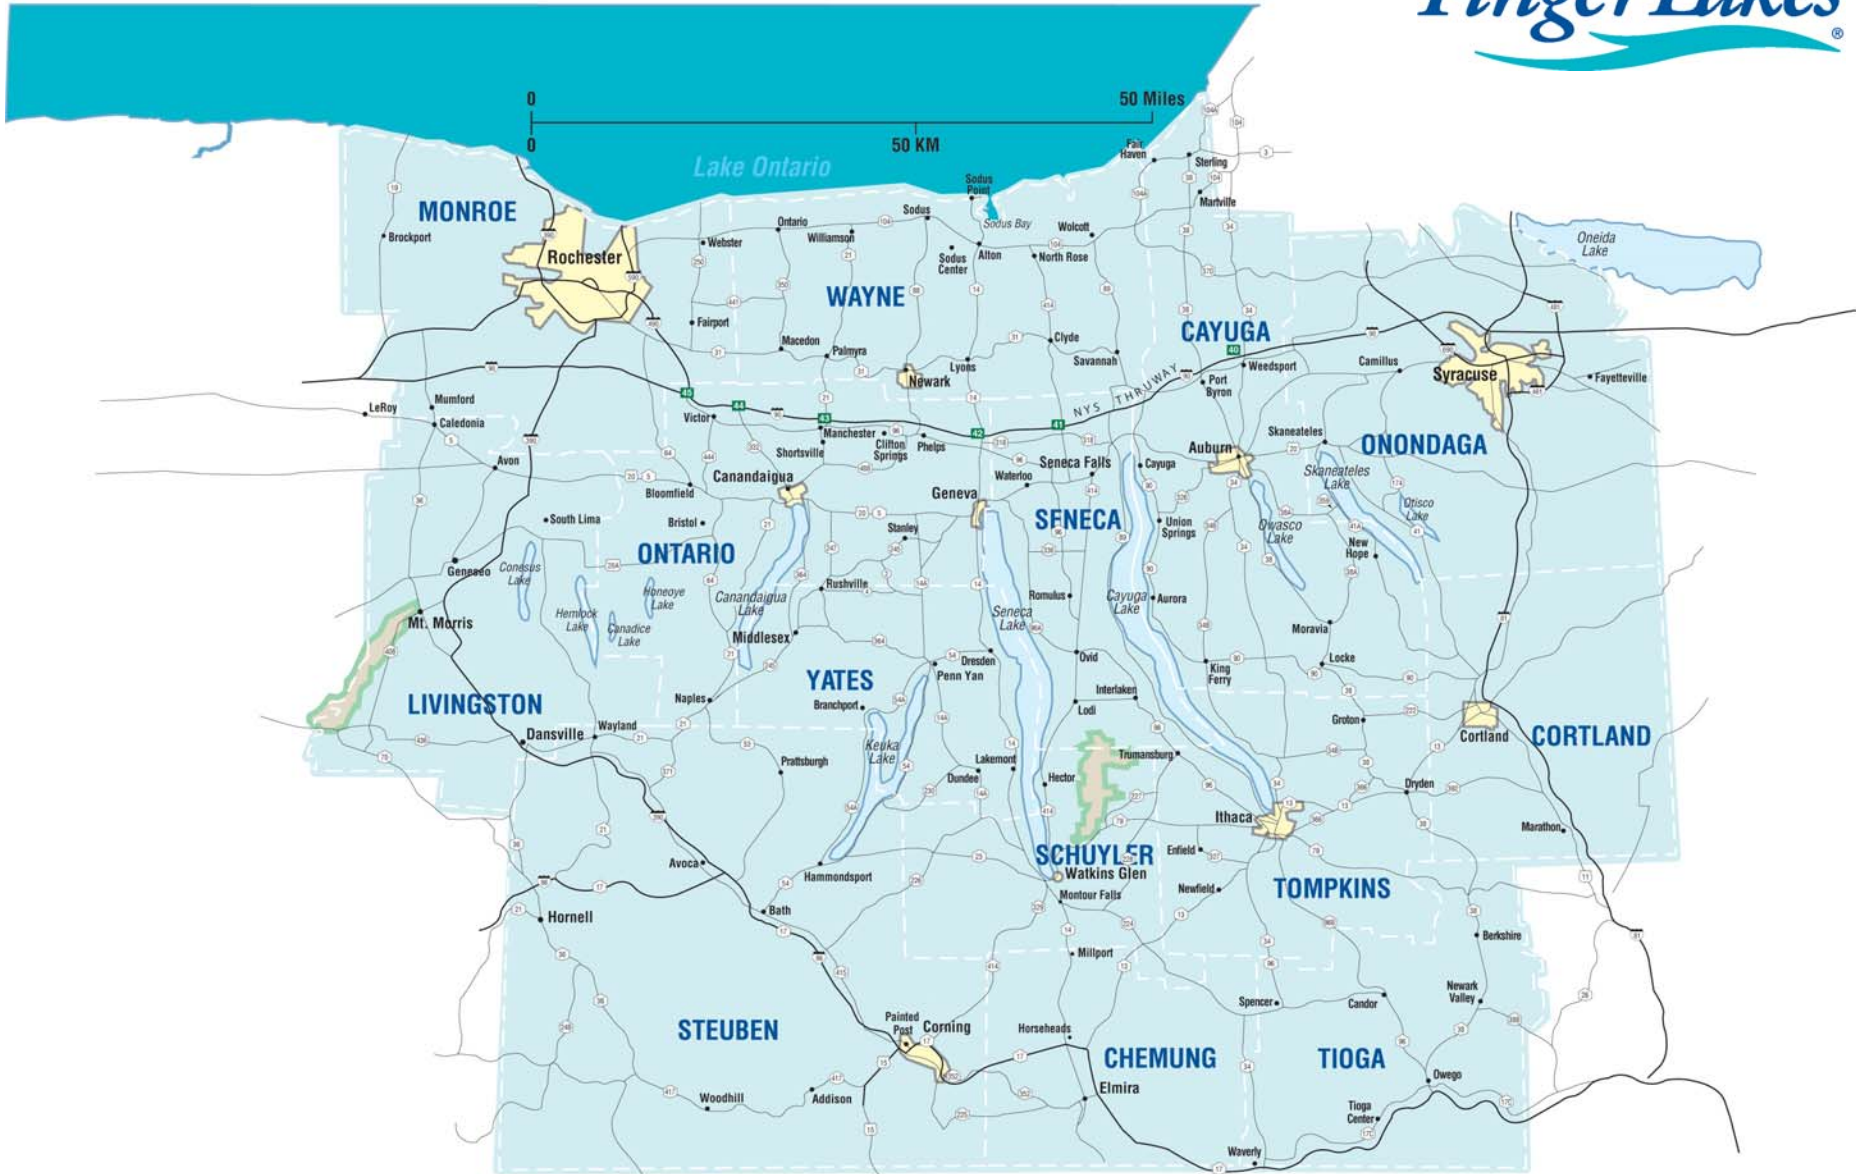 Finger Lakes
®
0
50 Miles
0
50 KM
Lake Ontario
Fair
Haven
Sterling
Sodus
Point
Sodus Bay
Martville
MONROE
Brockport
Rochester
Webster
Ontario
Williamson
Sodus
Wolcott
Sodus
Center
Alton
North Rose
Oneida
Lake
WAYNE
CAYUGA
Fairport
Macedon
Palmyra
Lyons
Clyde
Savannah
Newark
NYS THRUWAY
Port
Byron
Weedsport
Camillus
Syracuse
Fayetteville
LeRoy
Mumford
Caledonia
Avon
Victor
Manchester
Shortsville
Clifton
Springs
Phelps
45
44
43
42
41
40
Canandaigua
Bloomfield
Geneva
Waterloo
Seneca Falls
Cayuga
Auburn
Skaneateles
ONONDAGA
Skaneateles
Lake
Otisco
Lake
Owasco
Lake
South Lima
Bristol
Stanley
SENECA
Union
Springs
New
Hope
ONTARIO
Geneseo
Conesus
Lake
Hemlock
Lake
Canadice
Lake
Honeoye
Lake
Canandaigua
Lake
Rushville
Middlesex
Seneca
Lake
Romulus
Cayuga
Lake
Aurora
Moravia
Mt. Morris
LIVINGSTON
Dansville
Wayland
Naples
YATES
Branchport
Penn Yan
Dresden
Ovid
Interlaken
Lodi
King
Ferry
Locke
Groton
Cortland
CORTLAND
Keuka
Lake
Prattsburgh
Lakemont
Dundee
Hector
Trumansburg
Dryden
Marathon
Ithaca
Enfield
Newfield
SCHUYLER
Watkins Glen
Montour Falls
TOMPKINS
Avoca
Hammondsport
Bath
Hornell
Millport
Berkshire
Newark
Valley
Spencer
Candor
STEUBEN
Painted
Post
Corning
Horseheads
CHEMUNG
TIOGA
Owego
Woodhill
Addison
Elmira
Tioga
Center
Waverly